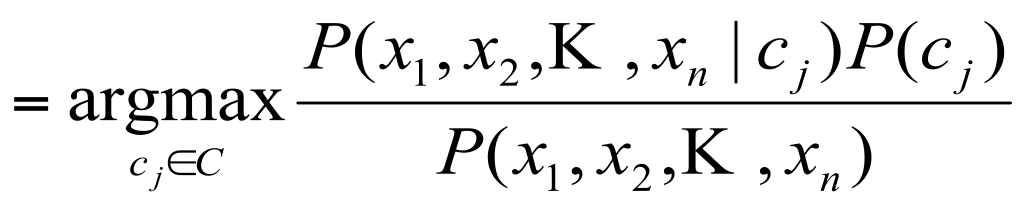 = argmax P(x₁, x₂,K ,xₙ | cⱼ)P(cⱼ)
cⱼ∈C P(x₁, x₂,K ,xₙ)